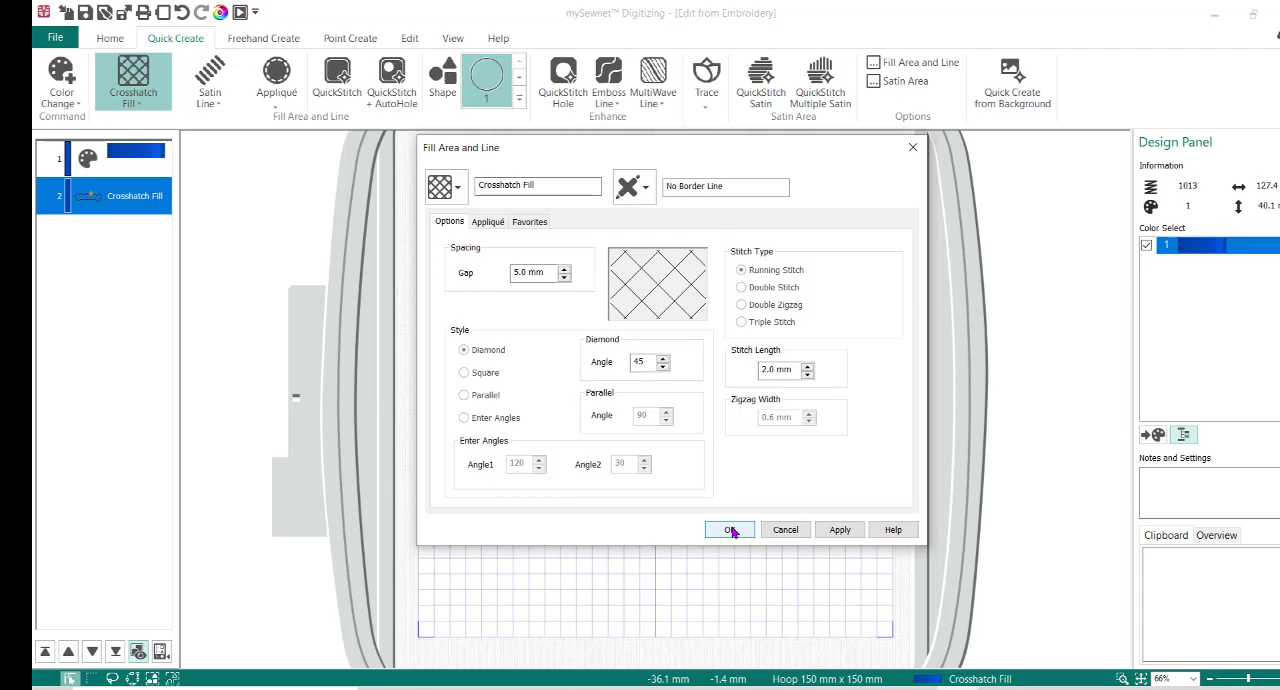 mySewnet™ Digitizing - [Edit from Embroidery]
File
Home
Quick Create
Freehand Create
Point Create
Edit
View
Help
Color
Change
Crosshatch
Fill
Satin
Line
Appliqué
QuickStitch
QuickStitch
+ AutoHole
Shape
1
QuickStitch
Hole
Emboss
Line
MultiWave
Line
Trace
QuickStitch
Satin
QuickStitch
Multiple Satin
Fill Area and Line
Satin Area
Quick Create
from Background
Command
Fill Area and Line
Enhance
Satin Area
Options
1
2 Crosshatch Fill
Fill Area and Line
Crosshatch Fill
No Border Line
Options
Appliqué
Favorites
Spacing
Gap
5.0 mm
Stitch Type
Running Stitch
Double Stitch
Double Zigzag
Triple Stitch
Style
Diamond
Square
Parallel
Enter Angles
Diamond
Angle
45
Parallel
Angle
90
Enter Angles
Angle1
120
Angle2
30
Stitch Length
2.0 mm
Zigzag Width
0.6 mm
Cancel
Apply
Help
Design Panel
Information
1013
127.4
1
40.1
Color Select
1
Notes and Settings
Clipboard
Overview
-36.1 mm
-1.4 mm
Hoop 150 mm x 150 mm
Crosshatch Fill
66%